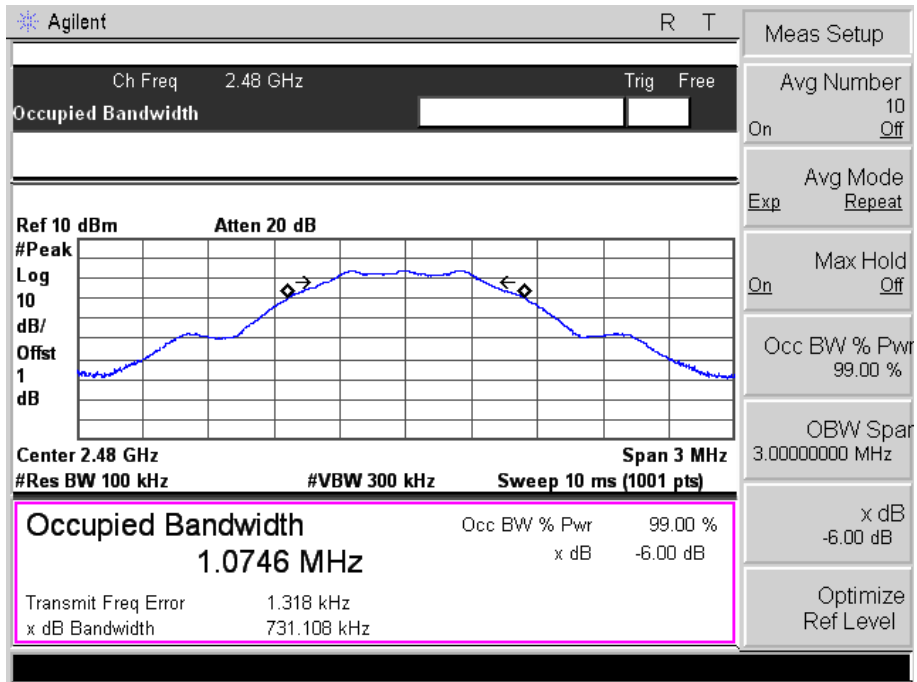 Agilent R T
Ch Freq 2.48 GHz Trig Free
Occupied Bandwidth
Ref 10 dBm Atten 20 dB
#Peak
Log
10
dB/
Offst
1
dB
Center 2.48 GHz Span 3 MHz
#Res BW 100 kHz #VBW 300 kHz Sweep 10 ms (1001 pts)
Occupied Bandwidth
1.0746 MHz
Occ BW % Pwr 99.00 %
x dB -6.00 dB
Transmit Freq Error 1.318 kHz
x dB Bandwidth 731.108 kHz
Meas Setup
Avg Number
10
On Off
Avg Mode
Exp Repeat
Max Hold
On Off
Occ BW % Pwr
99.00 %
OBW Span
3.00000000 MHz
x dB
-6.00 dB
Optimize
Ref Level